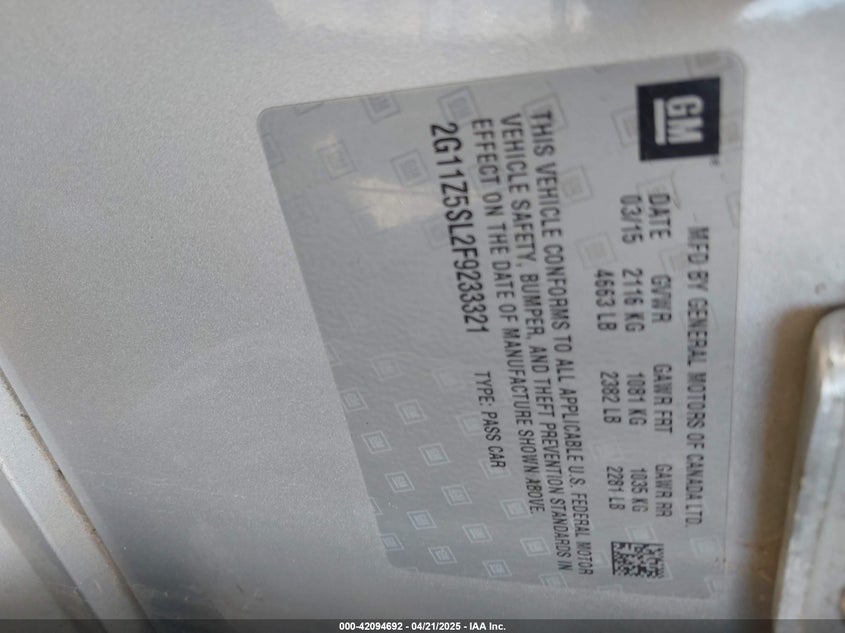 GM
®
MFD BY GENERAL MOTORS OF CANADA LTD.
DATE GVWR GAWR FRT GAWR RR
03/15 2116 KG 1081 KG 1035 KG
4663 LB 2382 LB 2281 LB
THIS VEHICLE CONFORMS TO ALL APPLICABLE U.S. FEDERAL MOTOR
VEHICLE SAFETY, BUMPER, AND THEFT PREVENTION STANDARDS IN
EFFECT ON THE DATE OF MANUFACTURE SHOWN ABOVE.
2G11Z5SL2F9233321 TYPE: PASS CAR
000-42094692 - 04/21/2025 - IAA Inc.